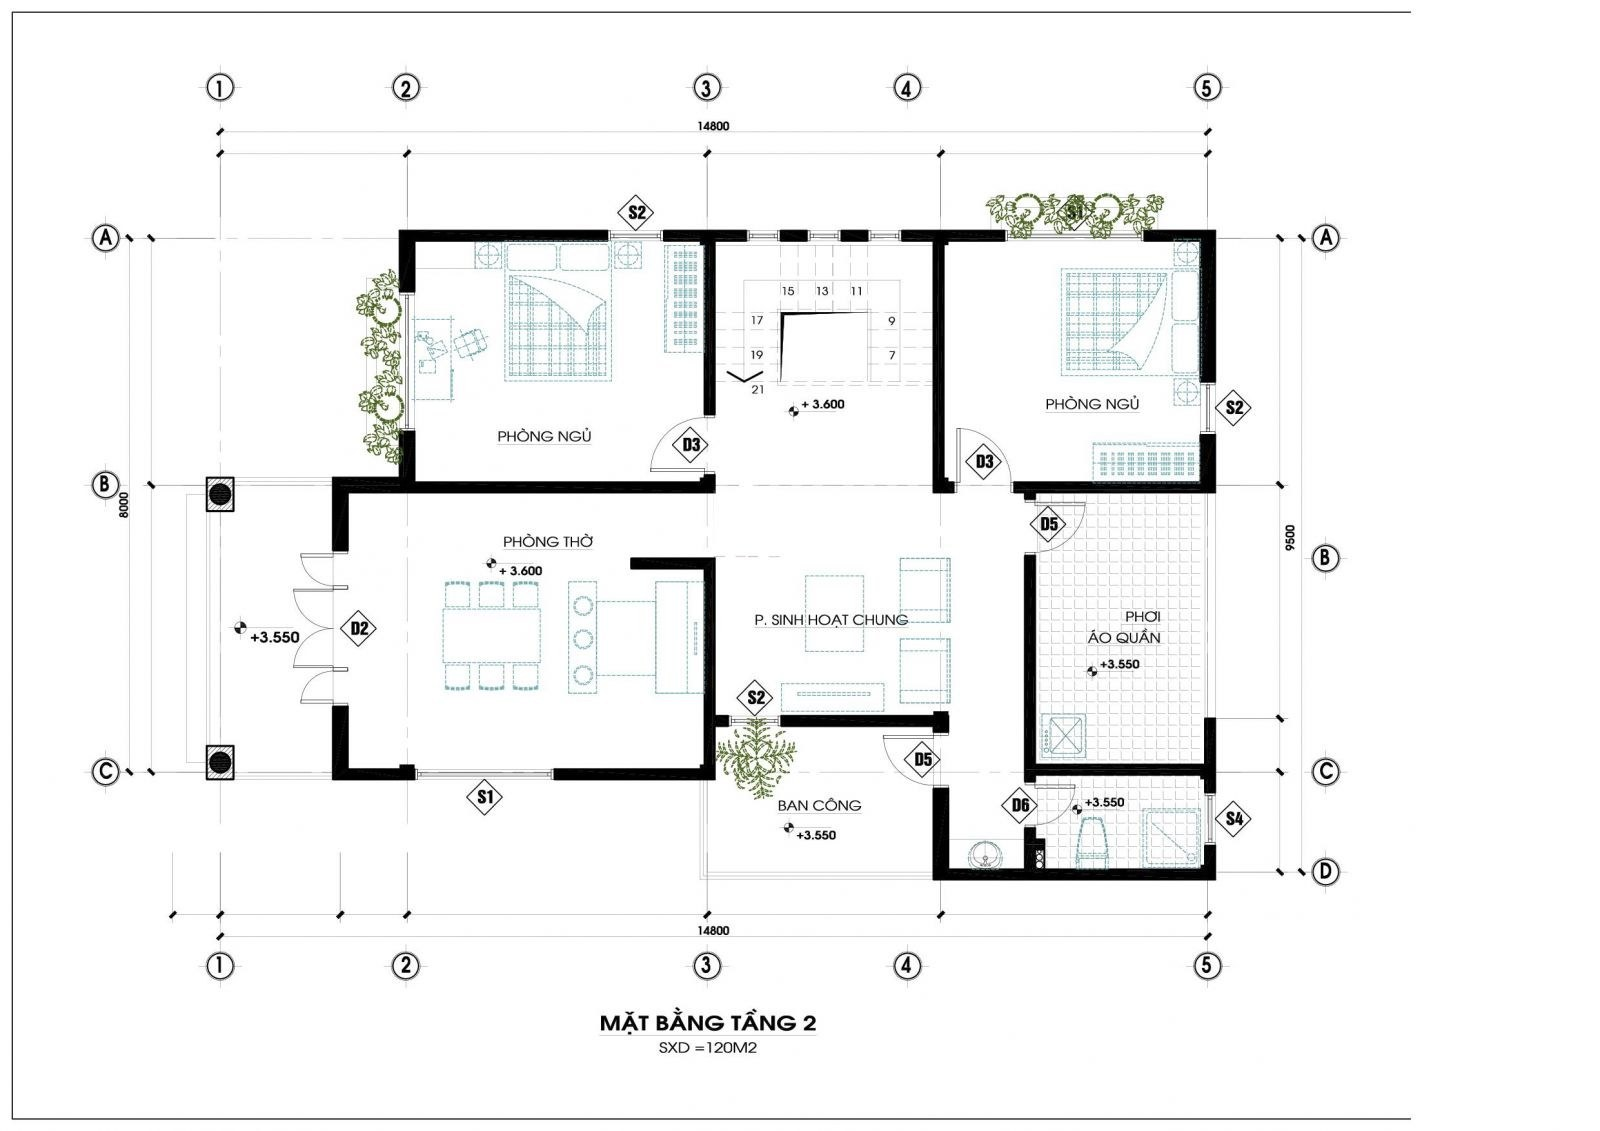 1 2 3 4 5
14800
S2 S1
A A
15 13 11
17 9
19 7
21
+ 3.600
PHÒNG NGỦ S2
PHÒNG NGỦ
D3 D3
B
8000
D5
PHÒNG THỜ
+ 3.600
9500
B
P. SINH HOẠT CHUNG
PHƠI
ÁO QUẦN
+3.550 D2
+3.550
S2
D5
C C
S1
BAN CÔNG
+3.550
D6 +3.550
S4
D
14800
1 2 3 4 5
MẶT BẰNG TẦNG 2
SXD =120M2